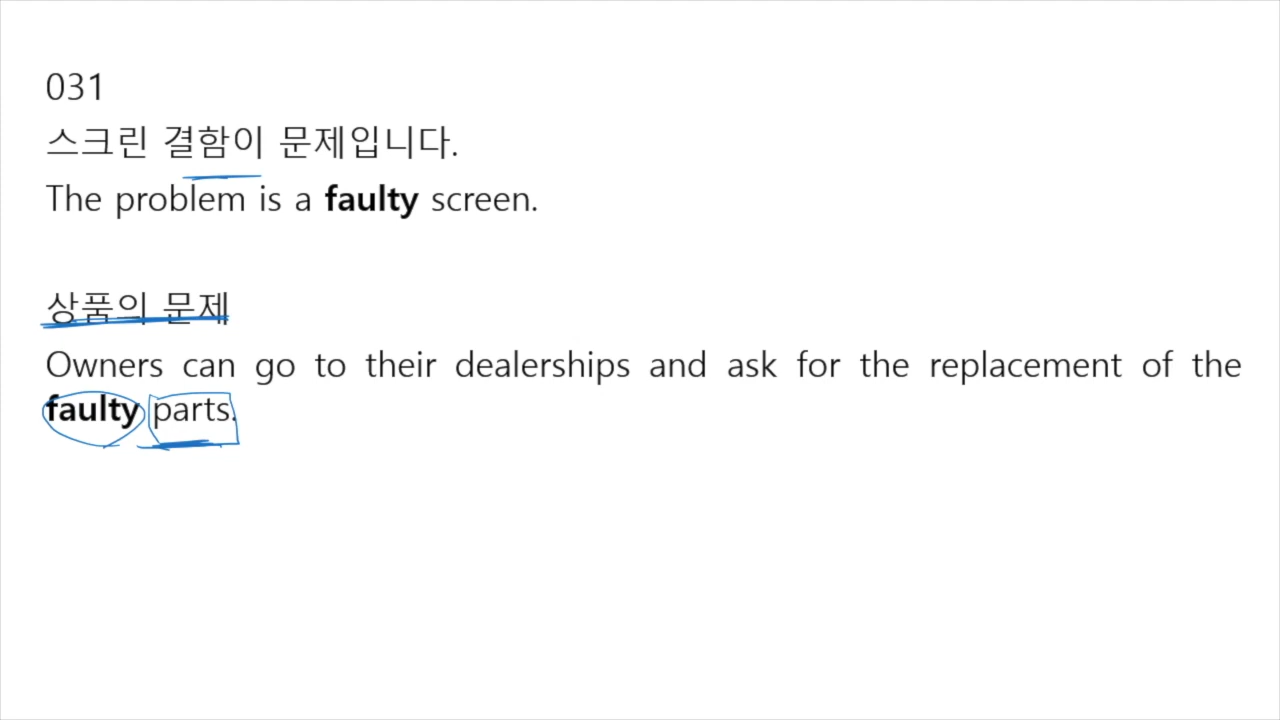 031
스크린 결함이 문제입니다.
The problem is a faulty screen.
상품의 문제
Owners can go to their dealerships and ask for the replacement of the
faulty parts.